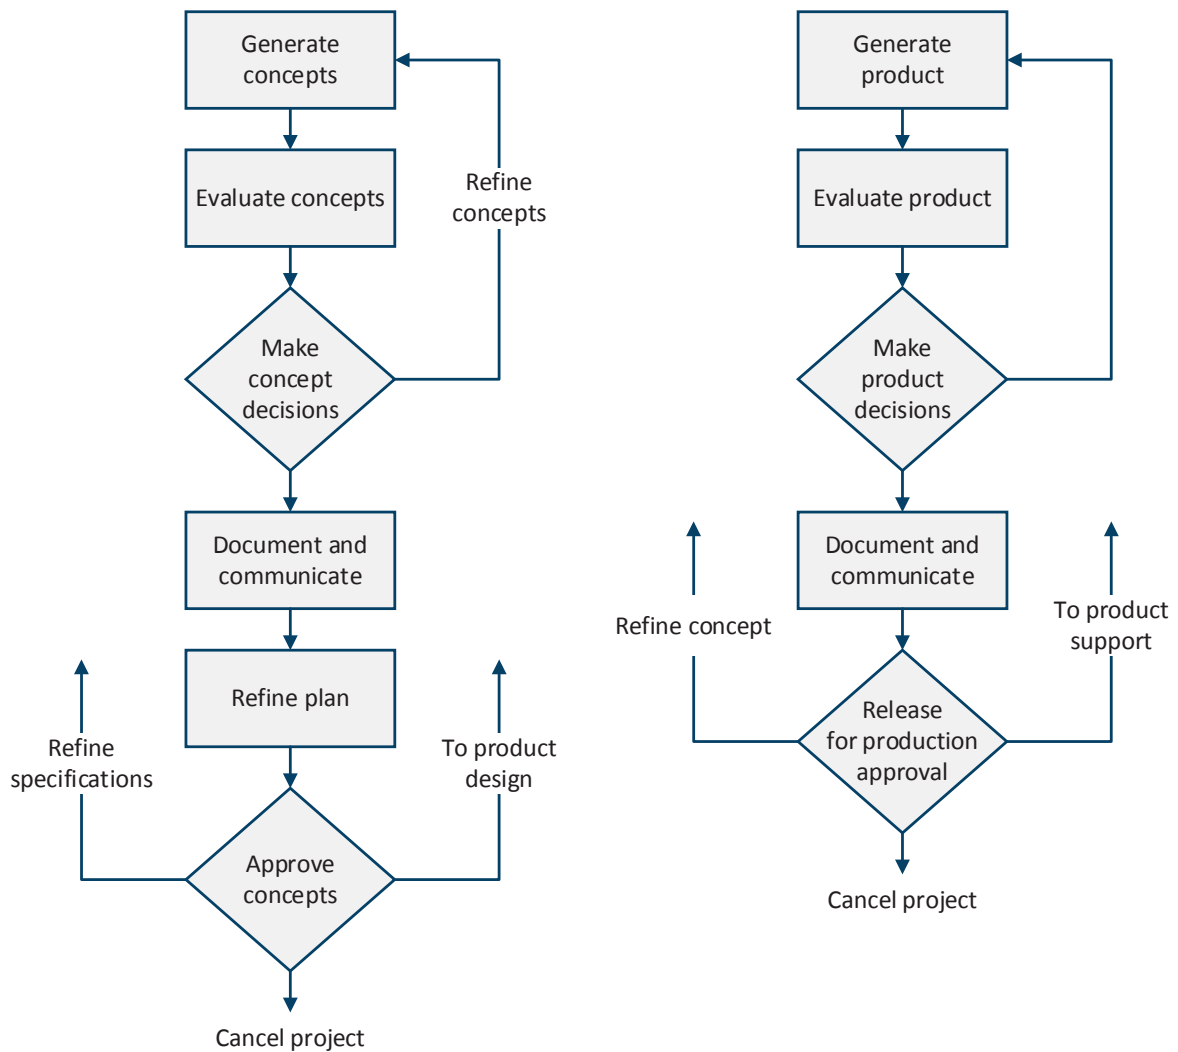 Generate
concepts
Evaluate concepts
Refine
concepts
Make
concept
decisions
Document and
communicate
Refine plan
Refine
specifications
To product
design
Approve
concepts
Cancel project
Generate
product
Evaluate product
Make
product
decisions
Document and
communicate
Refine concept
To product
support
Release
for production
approval
Cancel project